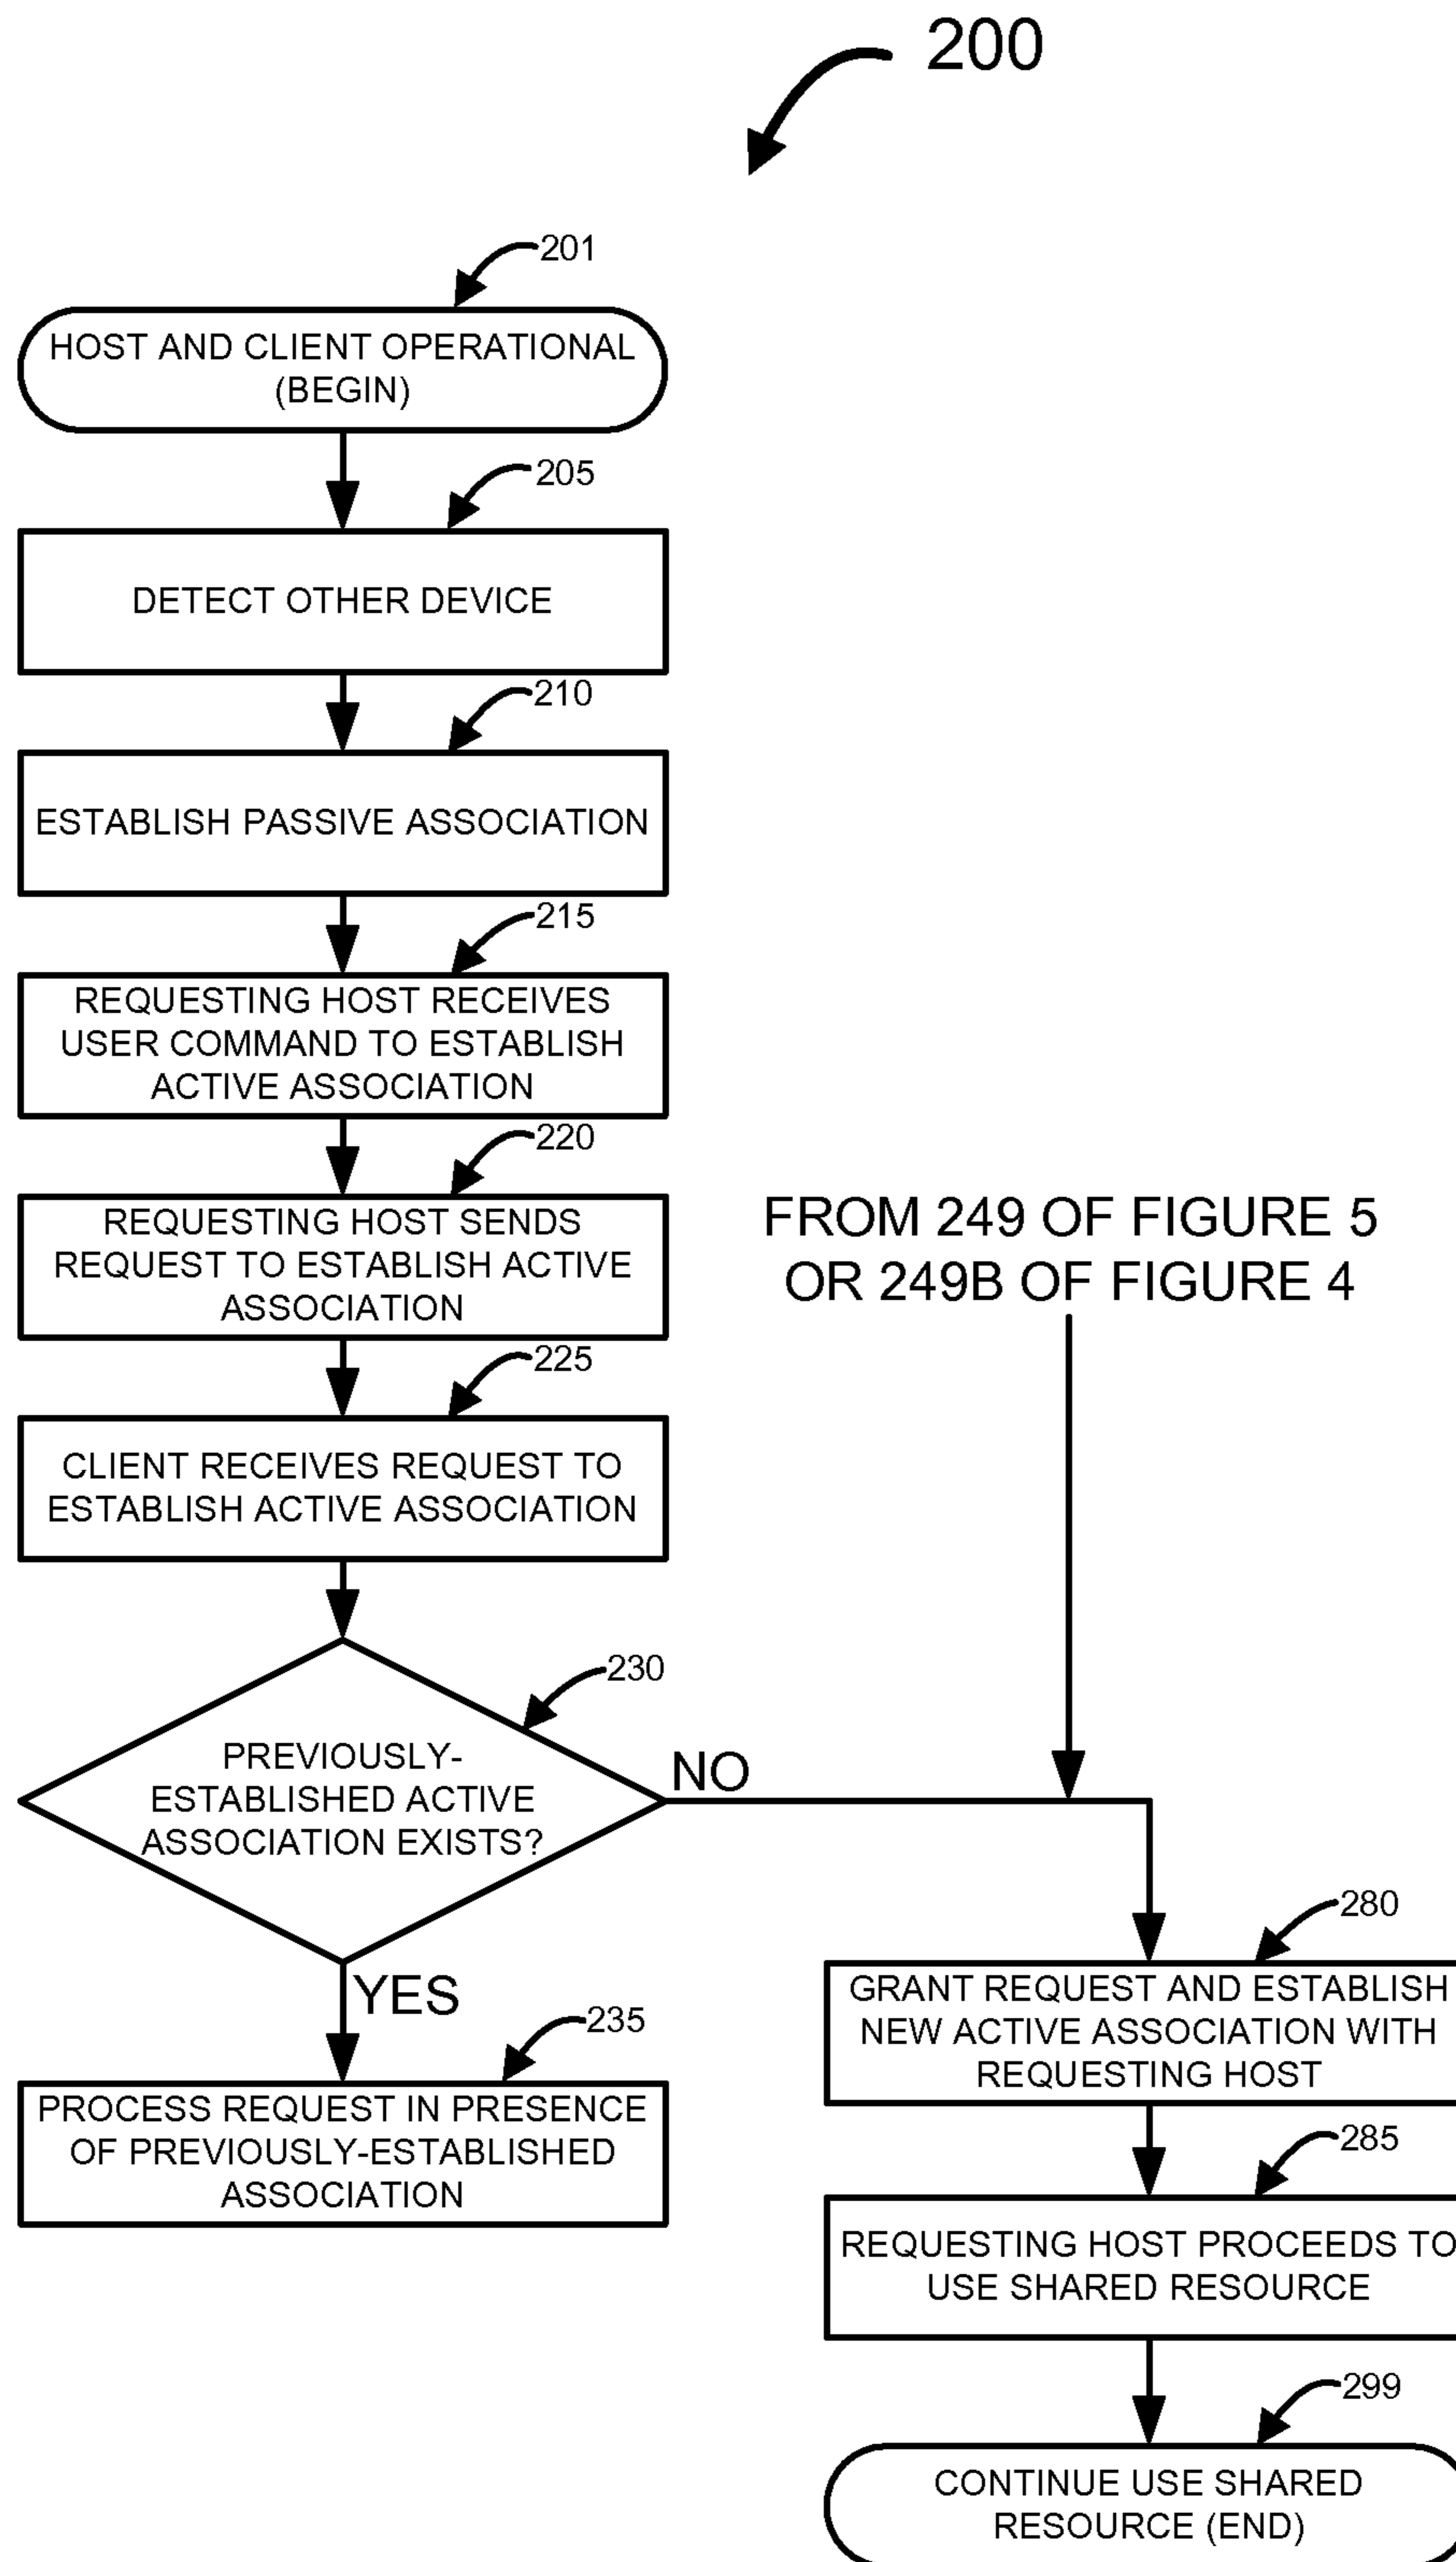 200
201
HOST AND CLIENT OPERATIONAL
(BEGIN)
205
DETECT OTHER DEVICE
210
ESTABLISH PASSIVE ASSOCIATION
215
REQUESTING HOST RECEIVES
USER COMMAND TO ESTABLISH
ACTIVE ASSOCIATION
220
REQUESTING HOST SENDS
REQUEST TO ESTABLISH ACTIVE
ASSOCIATION
FROM 249 OF FIGURE 5
OR 249B OF FIGURE 4
225
CLIENT RECEIVES REQUEST TO
ESTABLISH ACTIVE ASSOCIATION
230
PREVIOUSLY-
ESTABLISHED ACTIVE
ASSOCIATION EXISTS?
NO
YES
235
PROCESS REQUEST IN PRESENCE
OF PREVIOUSLY-ESTABLISHED
ASSOCIATION
280
GRANT REQUEST AND ESTABLISH
NEW ACTIVE ASSOCIATION WITH
REQUESTING HOST
285
REQUESTING HOST PROCEEDS TO
USE SHARED RESOURCE
299
CONTINUE USE SHARED
RESOURCE (END)